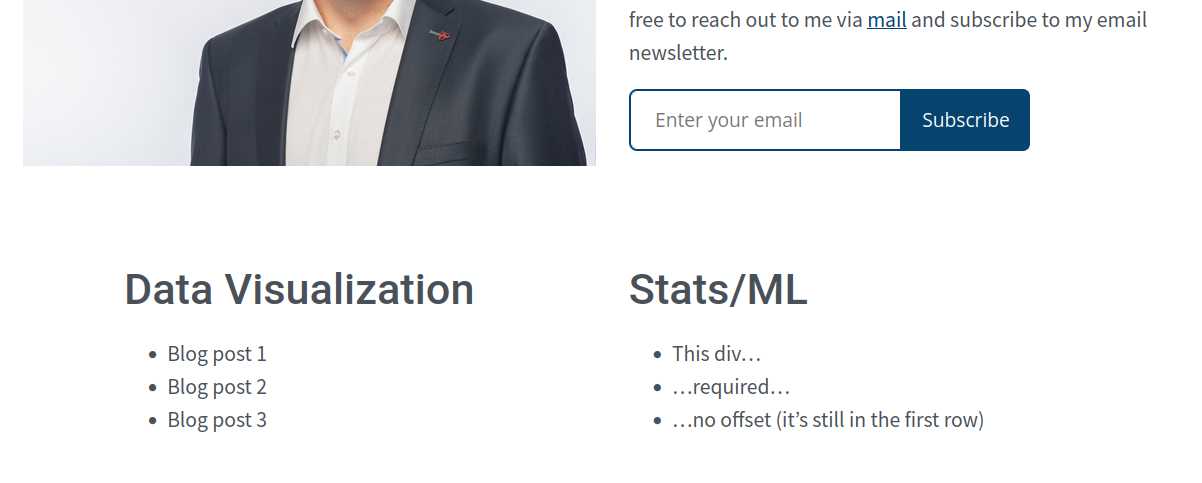 free to reach out to me via mail and subscribe to my email
newsletter.
Enter your email
Subscribe
Data Visualization
Blog post 1
Blog post 2
Blog post 3
Stats/ML
This div…
…required…
…no offset (it’s still in the first row)